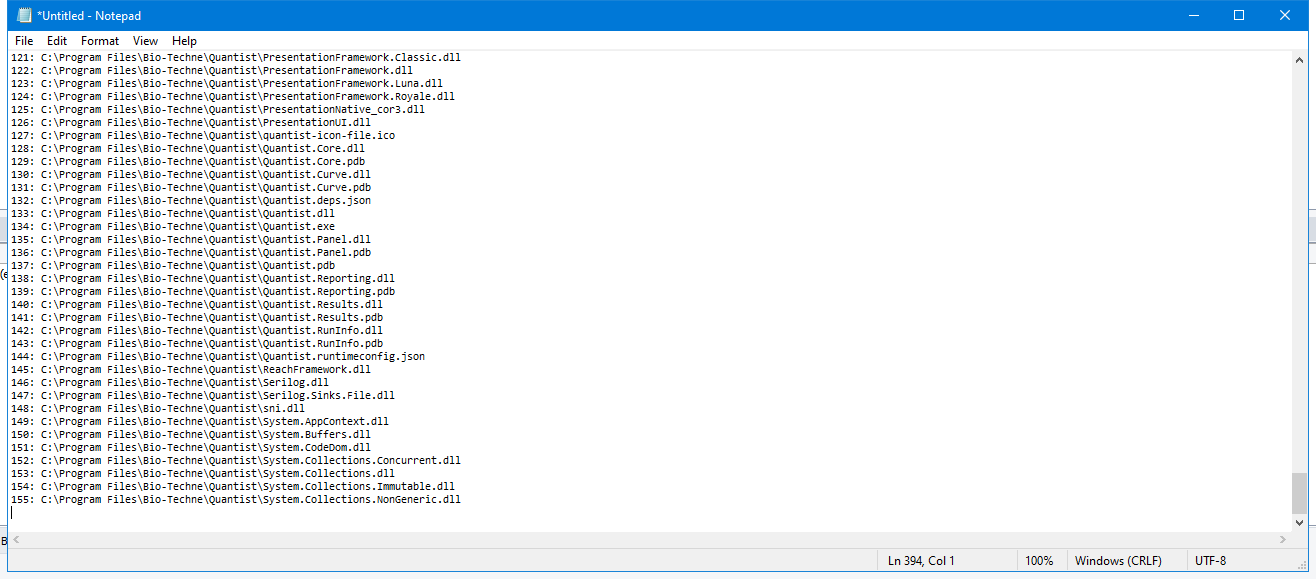 *Untitled - Notepad
File Edit Format View Help
121: C:\Program Files\Bio-Techne\Quantist\PresentationFramework.Classic.dll
122: C:\Program Files\Bio-Techne\Quantist\PresentationFramework.dll
123: C:\Program Files\Bio-Techne\Quantist\PresentationFramework.Luna.dll
124: C:\Program Files\Bio-Techne\Quantist\PresentationFramework.Royale.dll
125: C:\Program Files\Bio-Techne\Quantist\PresentationNative_cor3.dll
126: C:\Program Files\Bio-Techne\Quantist\PresentationUI.dll
127: C:\Program Files\Bio-Techne\Quantist\quantist-icon-file.ico
128: C:\Program Files\Bio-Techne\Quantist\Quantist.Core.dll
129: C:\Program Files\Bio-Techne\Quantist\Quantist.Core.pdb
130: C:\Program Files\Bio-Techne\Quantist\Quantist.Curve.dll
131: C:\Program Files\Bio-Techne\Quantist\Quantist.Curve.pdb
132: C:\Program Files\Bio-Techne\Quantist\Quantist.deps.json
133: C:\Program Files\Bio-Techne\Quantist\Quantist.dll
134: C:\Program Files\Bio-Techne\Quantist\Quantist.exe
135: C:\Program Files\Bio-Techne\Quantist\Quantist.Panel.dll
136: C:\Program Files\Bio-Techne\Quantist\Quantist.Panel.pdb
137: C:\Program Files\Bio-Techne\Quantist\Quantist.pdb
138: C:\Program Files\Bio-Techne\Quantist\Quantist.Reporting.dll
139: C:\Program Files\Bio-Techne\Quantist\Quantist.Reporting.pdb
140: C:\Program Files\Bio-Techne\Quantist\Quantist.Results.dll
141: C:\Program Files\Bio-Techne\Quantist\Quantist.Results.pdb
142: C:\Program Files\Bio-Techne\Quantist\Quantist.RunInfo.dll
143: C:\Program Files\Bio-Techne\Quantist\Quantist.RunInfo.pdb
144: C:\Program Files\Bio-Techne\Quantist\Quantist.runtimeconfig.json
145: C:\Program Files\Bio-Techne\Quantist\ReachFramework.dll
146: C:\Program Files\Bio-Techne\Quantist\Serilog.dll
147: C:\Program Files\Bio-Techne\Quantist\Serilog.Sinks.File.dll
148: C:\Program Files\Bio-Techne\Quantist\sni.dll
149: C:\Program Files\Bio-Techne\Quantist\System.AppContext.dll
150: C:\Program Files\Bio-Techne\Quantist\System.Buffers.dll
151: C:\Program Files\Bio-Techne\Quantist\System.CodeDom.dll
152: C:\Program Files\Bio-Techne\Quantist\System.Collections.Concurrent.dll
153: C:\Program Files\Bio-Techne\Quantist\System.Collections.dll
154: C:\Program Files\Bio-Techne\Quantist\System.Collections.Immutable.dll
155: C:\Program Files\Bio-Techne\Quantist\System.Collections.NonGeneric.dll
Ln 394, Col 1 100% Windows (CRLF) UTF-8